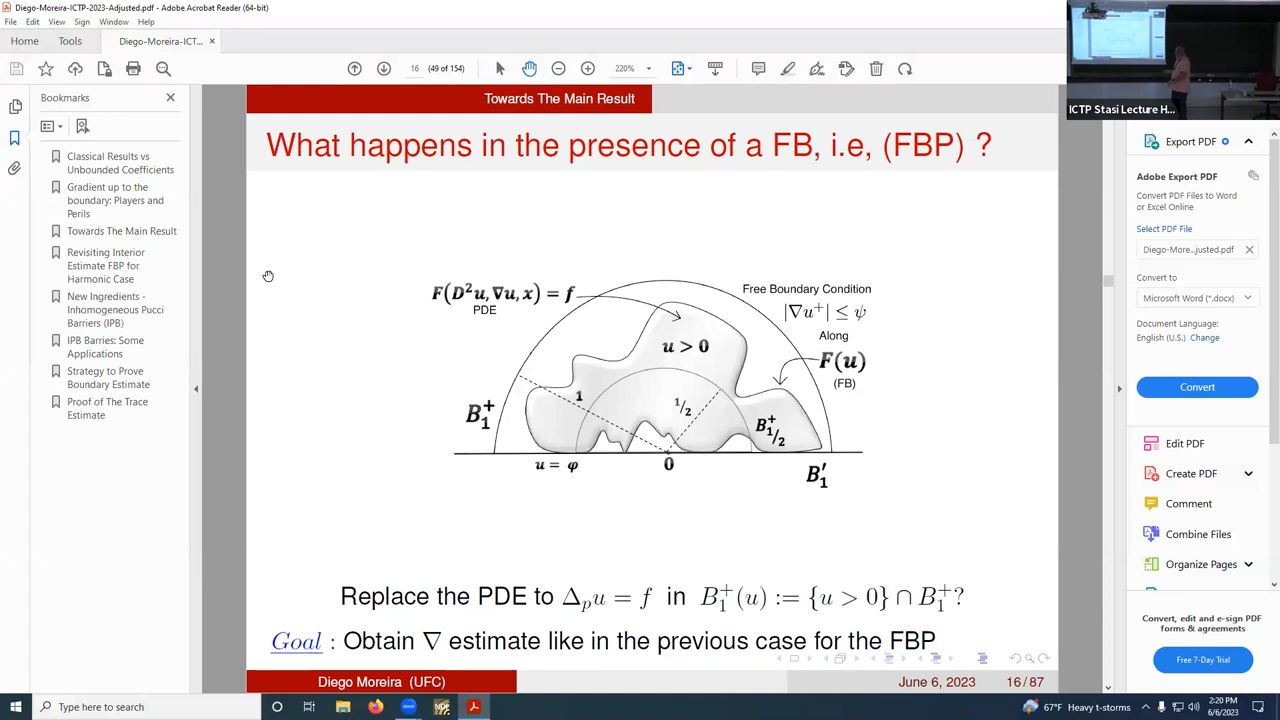 Diego-Moreira-ICTP-2023-Adjusted.pdf - Adobe Acrobat Reader (64-bit)
File Edit View Sign Window Help
Home Tools Diego-Moreira-ICT... ×
16 (49 of 154) 220%
Bookmarks
Classical Results vs
Unbounded Coefficients
Gradient up to the
boundary: Players and
Perils
Towards The Main Result
Revisiting Interior
Estimate FBP for
Harmonic Case
New Ingredients -
Inhomogeneous Pucci
Barriers (IPB)
IPB Barriers: Some
Applications
Strategy to Prove
Boundary Estimate
Proof of The Trace
Estimate
Towards The Main Result
What happens in the presence of a FB, i.e, (FBP) ?
F(D²u, ∇u, x) = f
PDE
Free Boundary Condition
|∇u⁺| ≤ ψ
Along
F(u)
(FB)
u > 0
B₁⁺
1
1/2
B⁺₁/₂
u = φ
0
B₁′
Replace the PDE to Δₚu = f in B₁⁺(u) := {u > 0} ∩ B₁⁺?
Goal : Obtain ∇ estimate like in the previous case for the FBP
Diego Moreira (UFC) June 6, 2023 16/87
ICTP Stasi Lecture H...
Export PDF
Adobe Export PDF
Convert PDF Files to Word
or Excel Online
Select PDF File
Diego-More...justed.pdf
Convert to
Microsoft Word (*.docx)
Document Language:
English (U.S.) Change
Convert
Edit PDF
Create PDF
Comment
Combine Files
Organize Pages
Convert, edit and e-sign PDF
forms & agreements
Free 7-Day Trial
Type here to search
67°F Heavy t-storms
2:20 PM
6/6/2023